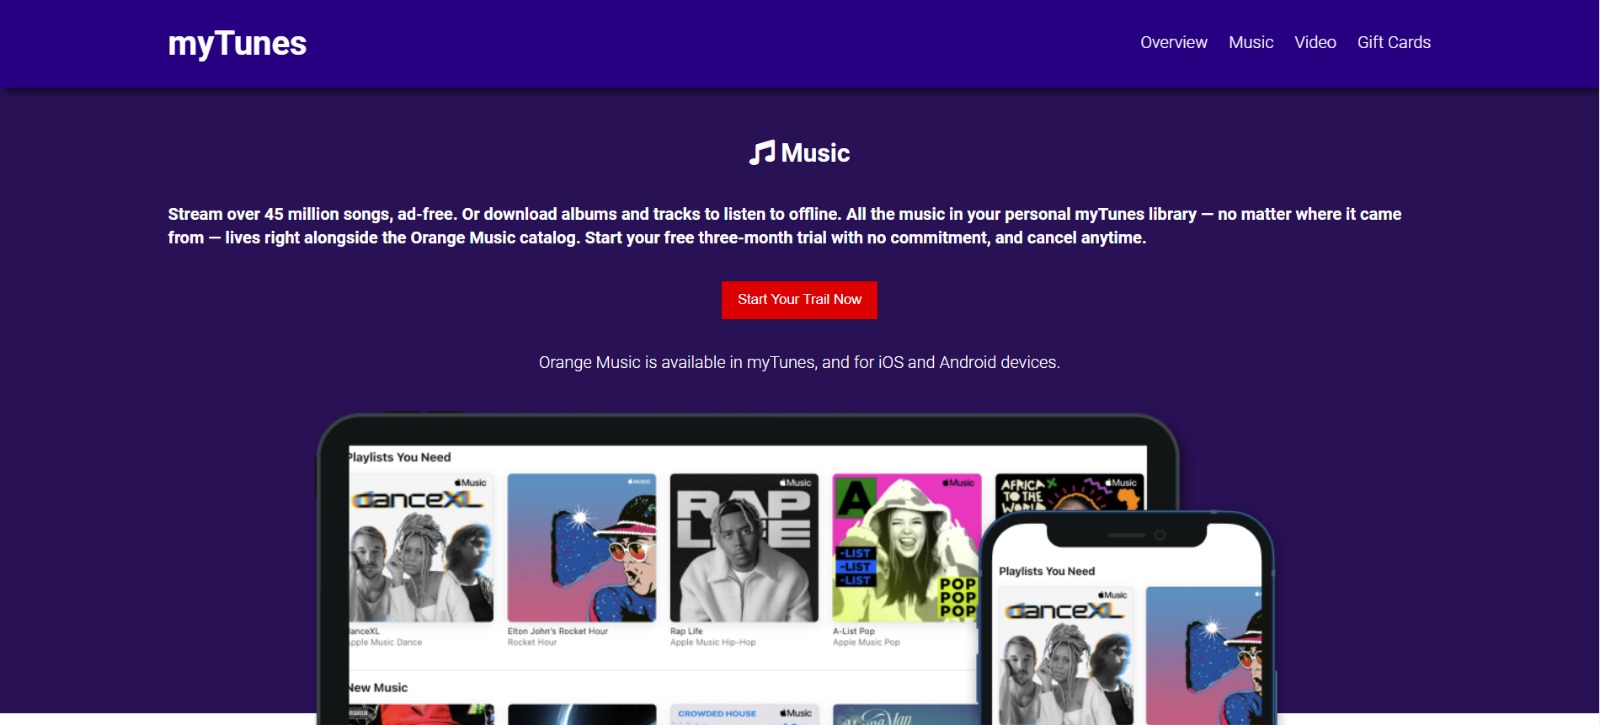 myTunes
Overview Music Video Gift Cards
Music
Stream over 45 million songs, ad-free. Or download albums and tracks to listen to offline. All the music in your personal myTunes library — no matter where it came
from — lives right alongside the Orange Music catalog. Start your free three-month trial with no commitment, and cancel anytime.
Start Your Trail Now
Orange Music is available in myTunes, and for iOS and Android devices.
Playlists You Need
Music
danceXL
Music
RAP
LIFE
Music
A
-LIST
-LIST
-LIST
POP
POP
POP
Music
AFRICA
TO THE
WORLD
Music
danceXL
Apple Music Dance
Elton John's Rocket Hour
Rocket Hour
Rap Life
Apple Music Hip-Hop
A-List Pop
Apple Music Pop
New Music
CROWDED HOUSE
Music
Playlists You Need
Music
danceXL